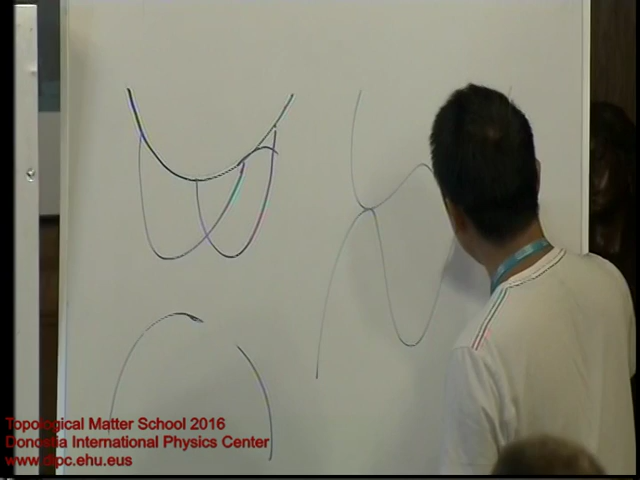 Topological Matter School 2016
Donostia International Physics Center
www.dipc.ehu.eus